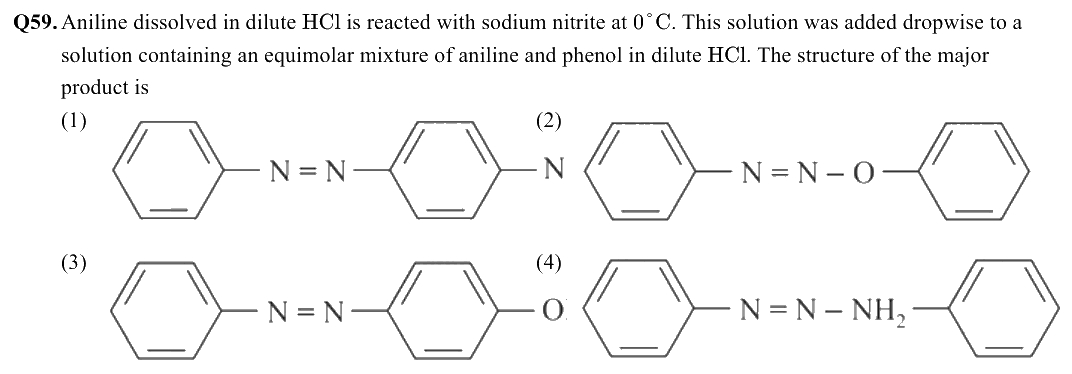 Q59. Aniline dissolved in dilute HCl is reacted with sodium nitrite at 0°C. This solution was added dropwise to a
solution containing an equimolar mixture of aniline and phenol in dilute HCl. The structure of the major
product is
(1)
N = N
N
(2)
N = N – O
(3)
N = N
O
(4)
N = N – NH₂